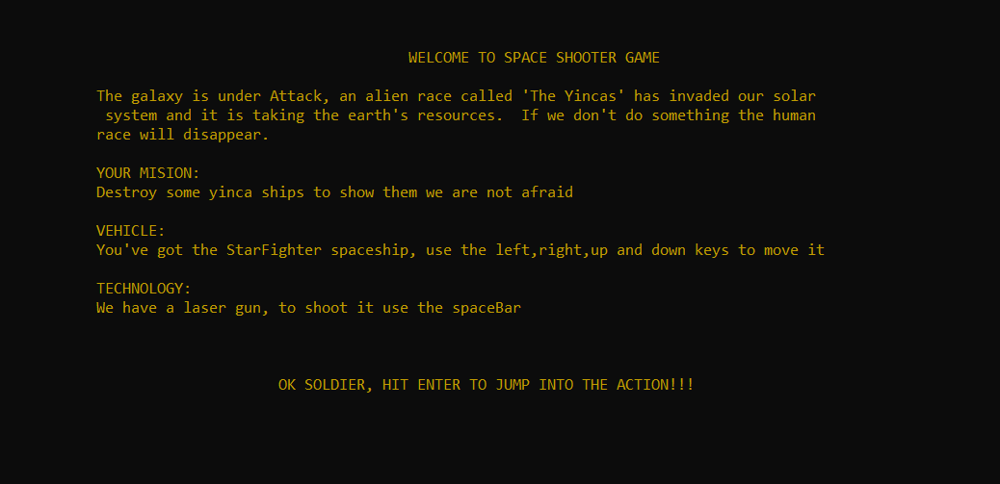 WELCOME TO SPACE SHOOTER GAME
The galaxy is under Attack, an alien race called 'The Yincas' has invaded our solar
system and it is taking the earth's resources.  If we don't do something the human
race will disappear.
YOUR MISION:
Destroy some yinca ships to show them we are not afraid
VEHICLE:
You've got the StarFighter spaceship, use the left,right,up and down keys to move it
TECHNOLOGY:
We have a laser gun, to shoot it use the spaceBar
OK SOLDIER, HIT ENTER TO JUMP INTO THE ACTION!!!